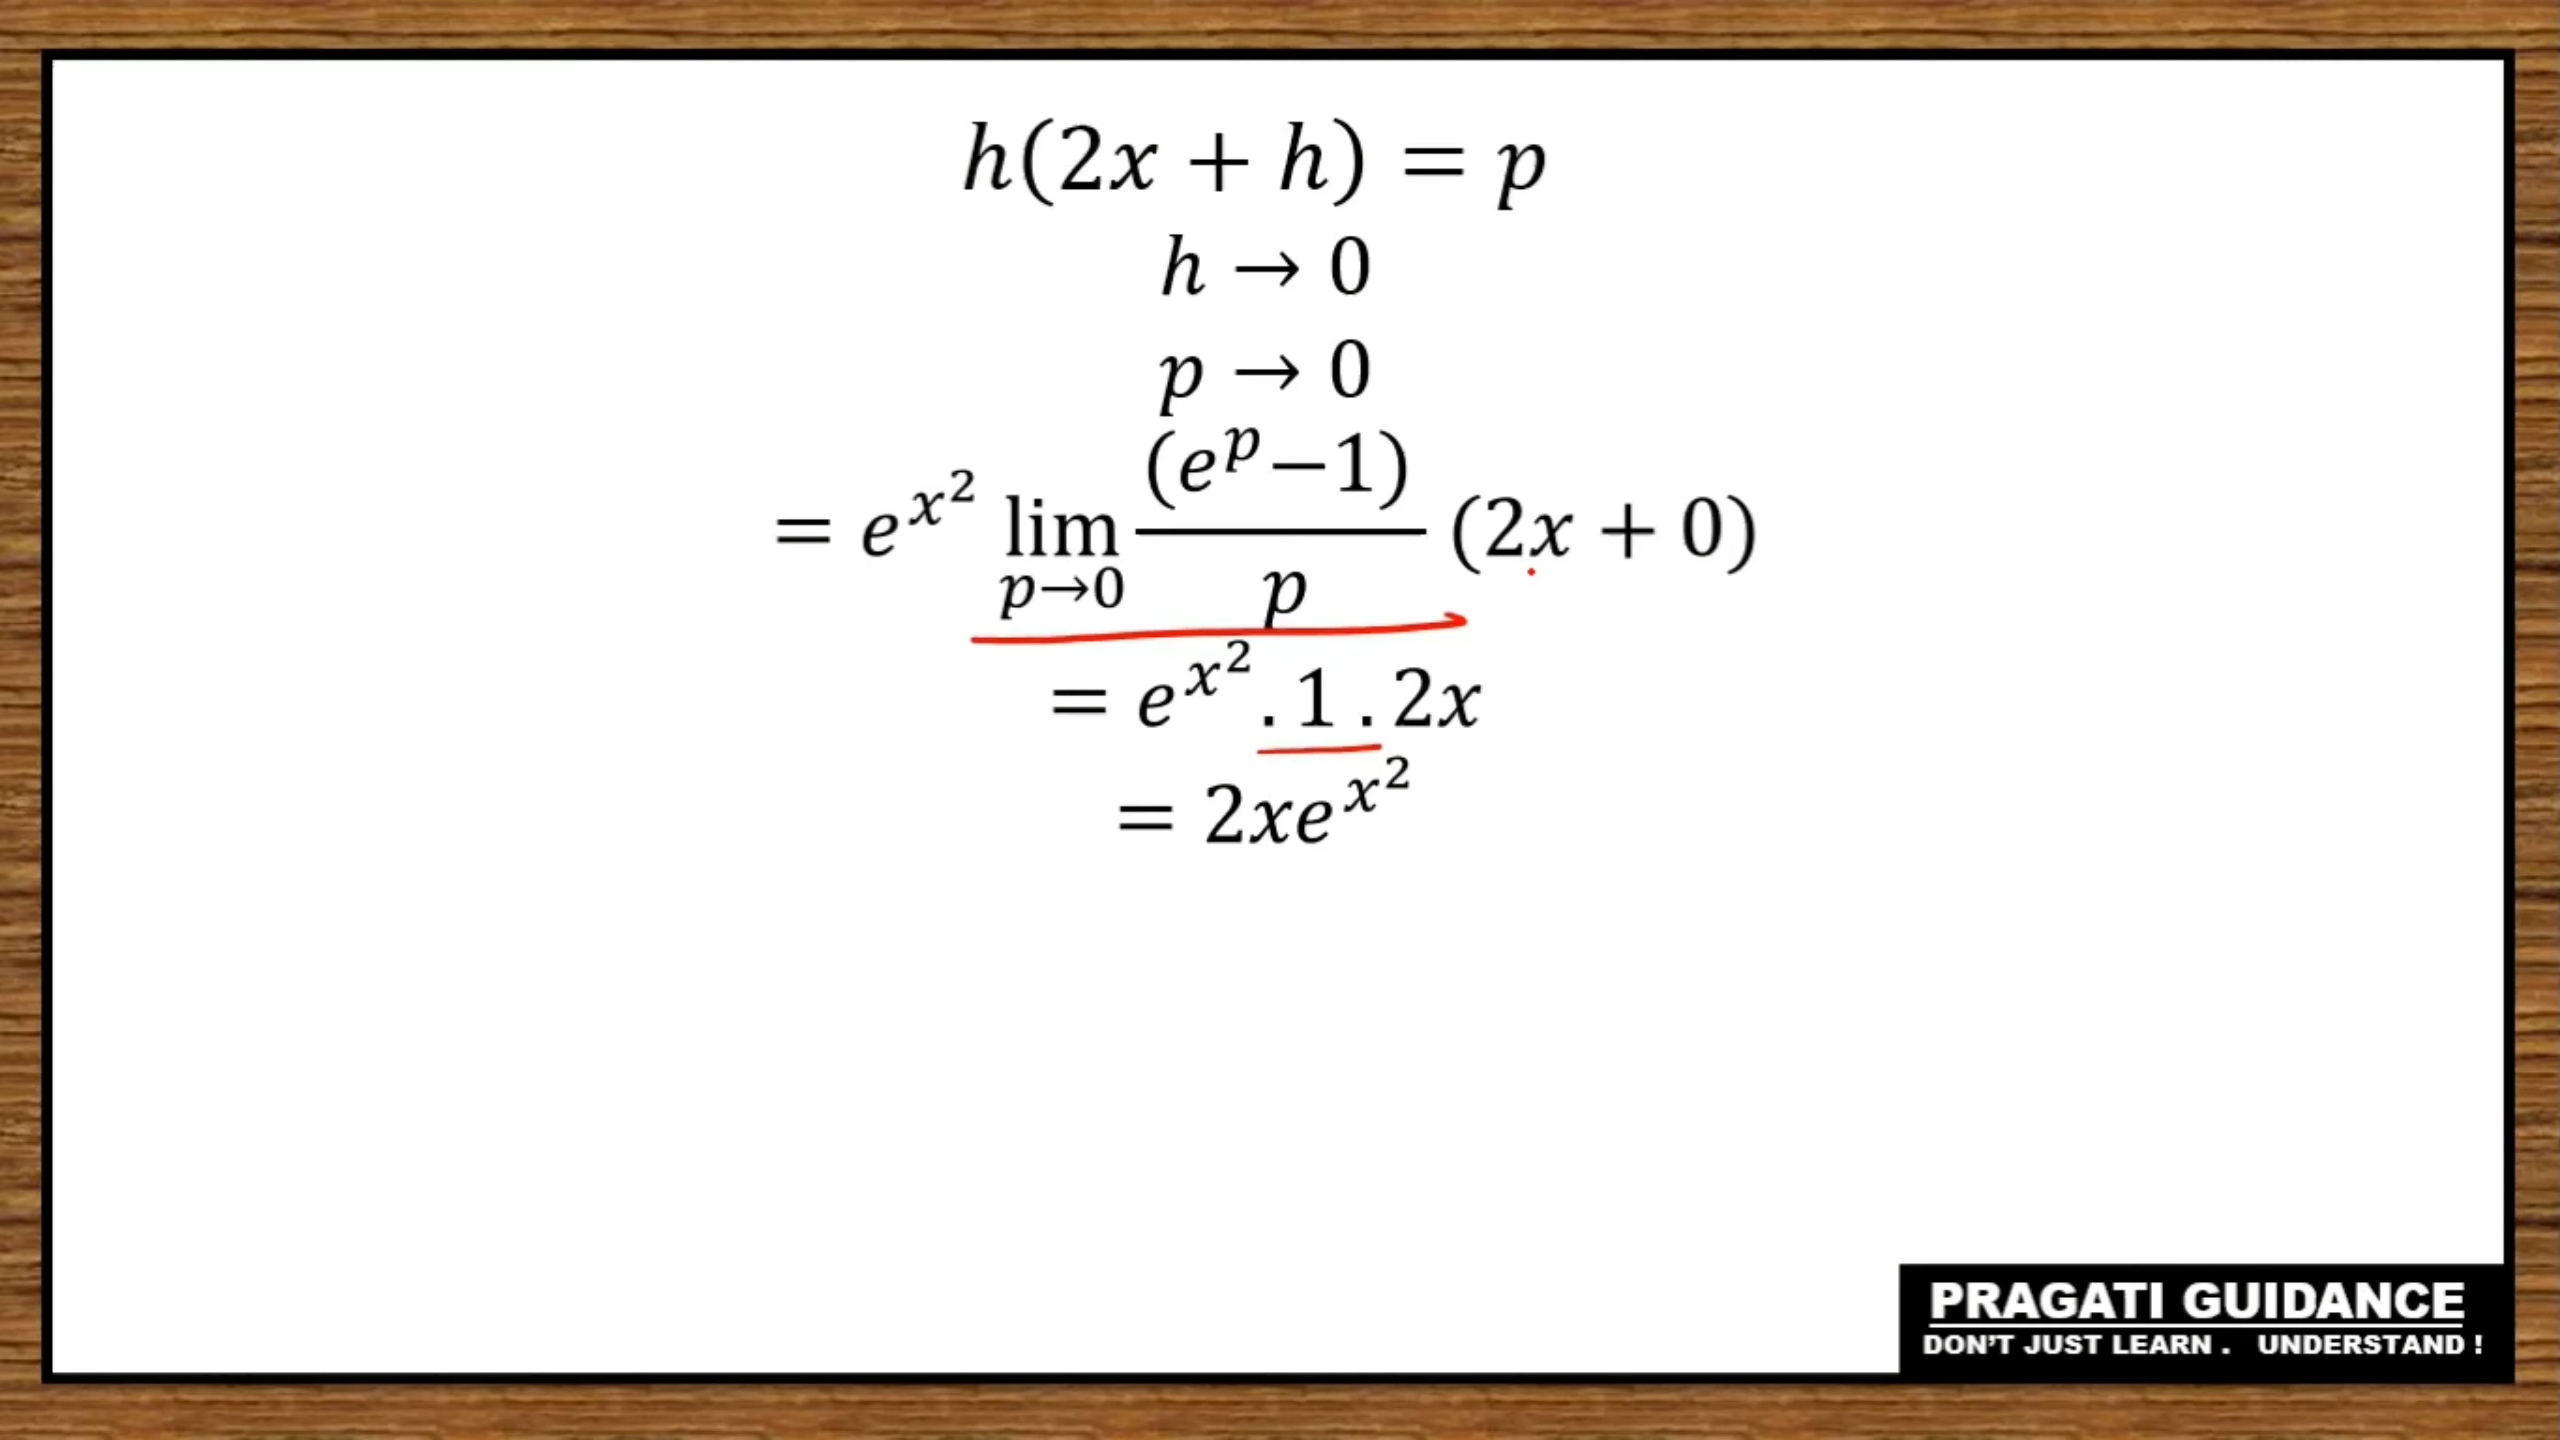 h(2x + h) = p
h → 0
p → 0
= e^{x^2} lim_{p→0} (e^p − 1)/p (2x + 0)
= e^{x^2} . 1 . 2x
= 2xe^{x^2}
PRAGATI GUIDANCE
DON'T JUST LEARN . UNDERSTAND !